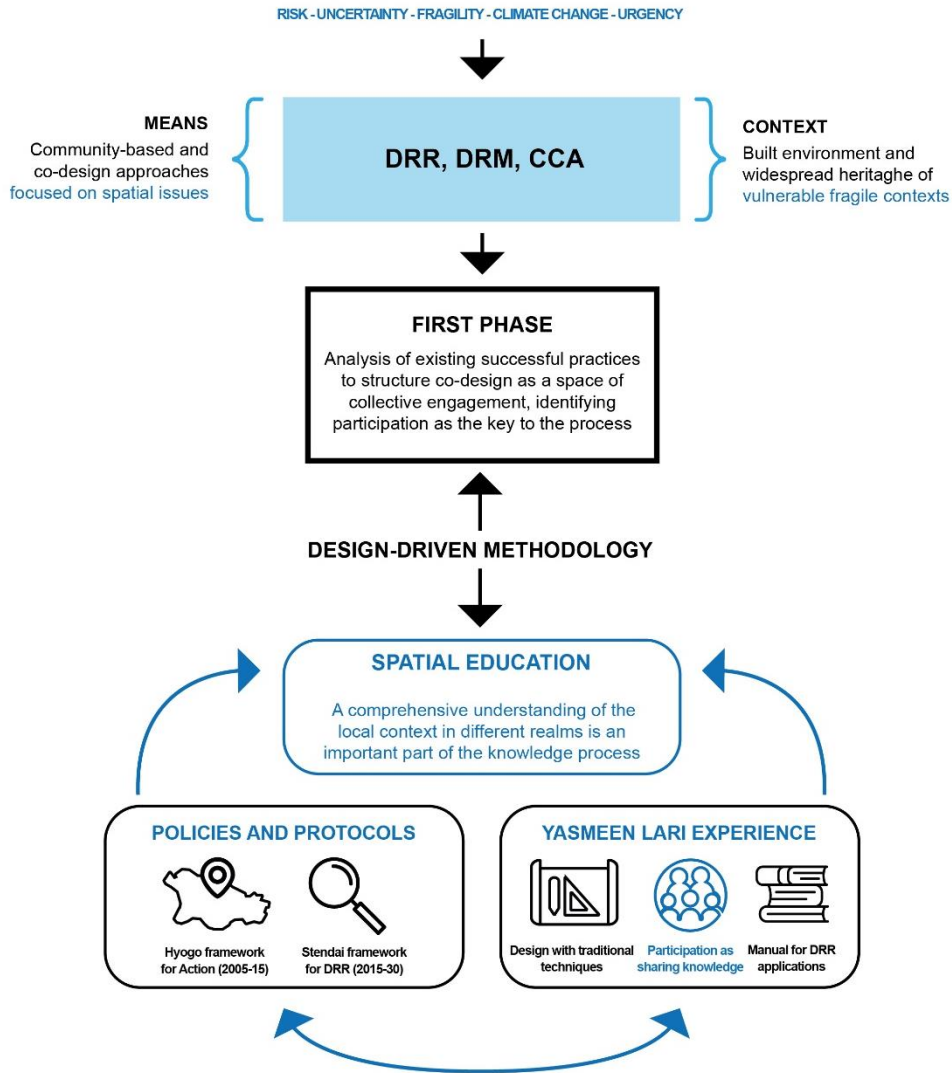 RISK - UNCERTAINTY - FRAGILITY - CLIMATE CHANGE - URGENCY
MEANS
Community-based and
co-design approaches
focused on spatial issues
DRR, DRM, CCA
CONTEXT
Built environment and
widespread heritaghe of
vulnerable fragile contexts
FIRST PHASE
Analysis of existing successful practices
to structure co-design as a space of
collective engagement, identifying
participation as the key to the process
DESIGN-DRIVEN METHODOLOGY
SPATIAL EDUCATION
A comprehensive understanding of the
local context in different realms is an
important part of the knowledge process
POLICIES AND PROTOCOLS
Hyogo framework
for Action (2005-15)
Stendai framework
for DRR (2015-30)
YASMEEN LARI EXPERIENCE
Design with traditional
techniques
Participation as
sharing knowledge
Manual for DRR
applications